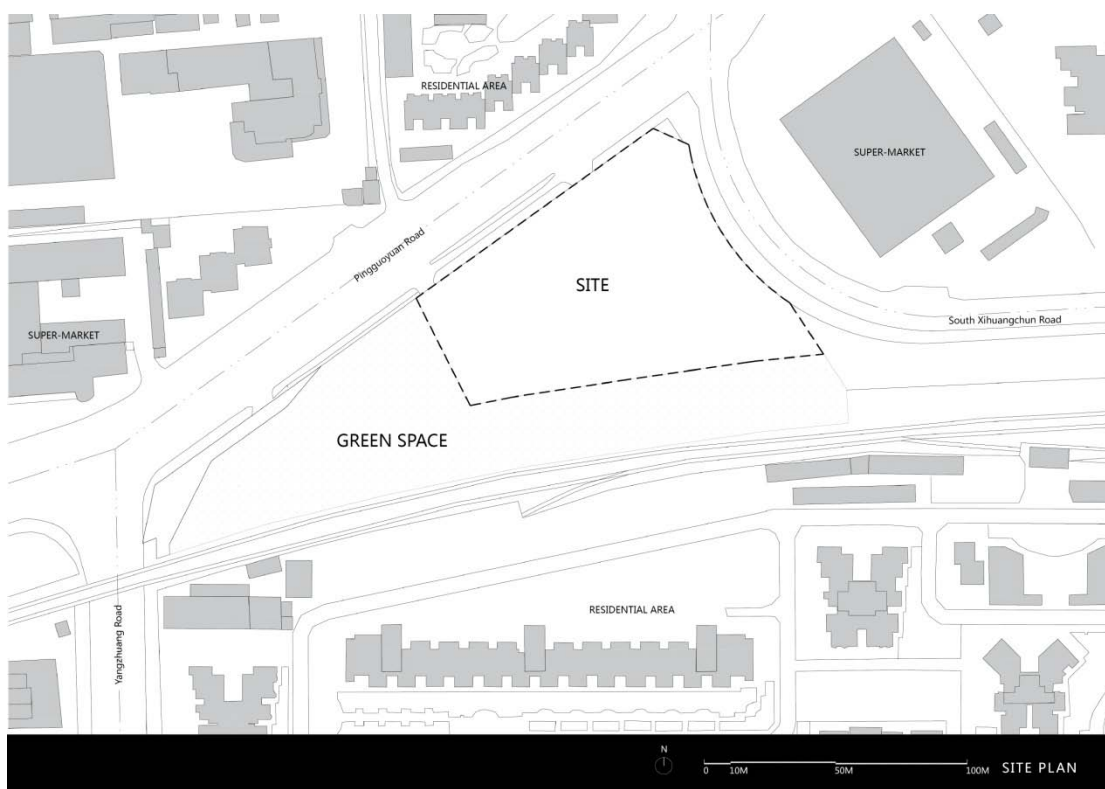 RESIDENTIAL AREA
SUPER-MARKET
Pingguoyuan Road
SITE
South Xihuangchun Road
SUPER-MARKET
GREEN SPACE
RESIDENTIAL AREA
Yangzhuang Road
N
0 10M 50M 100M SITE PLAN